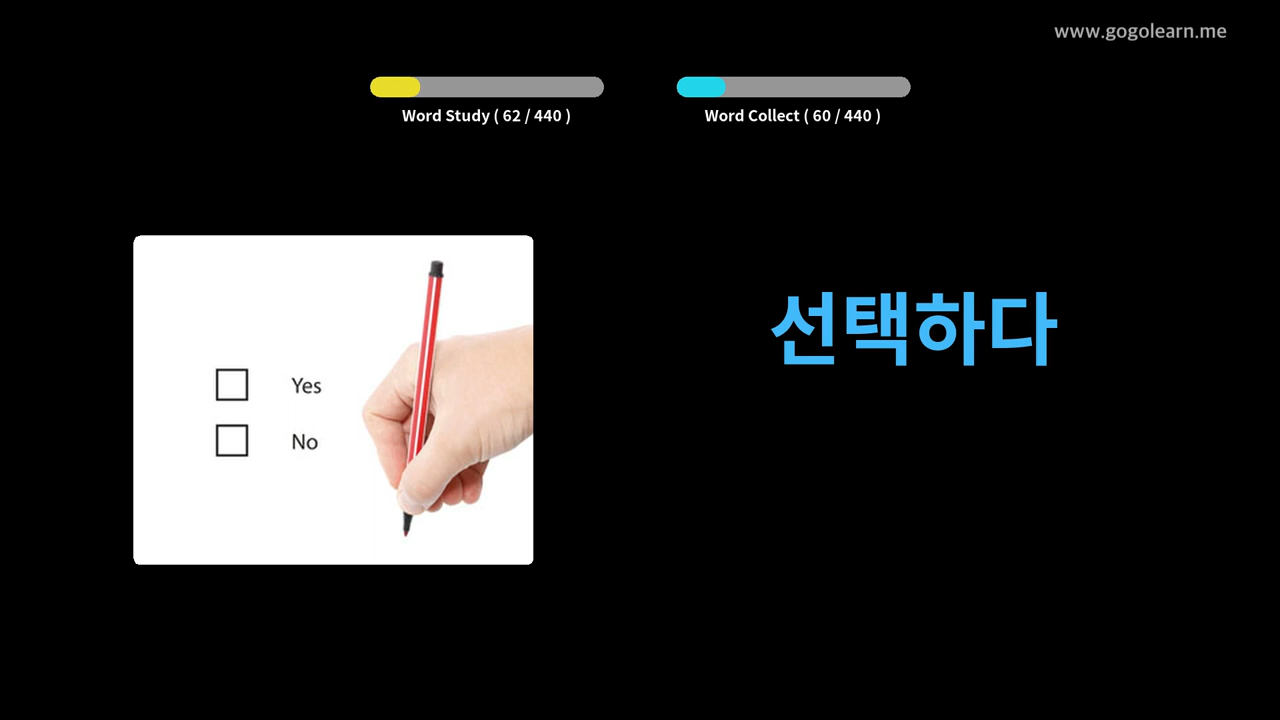 www.gogolearn.me
Word Study ( 62 / 440 )
Word Collect ( 60 / 440 )
Yes
No
선택하다